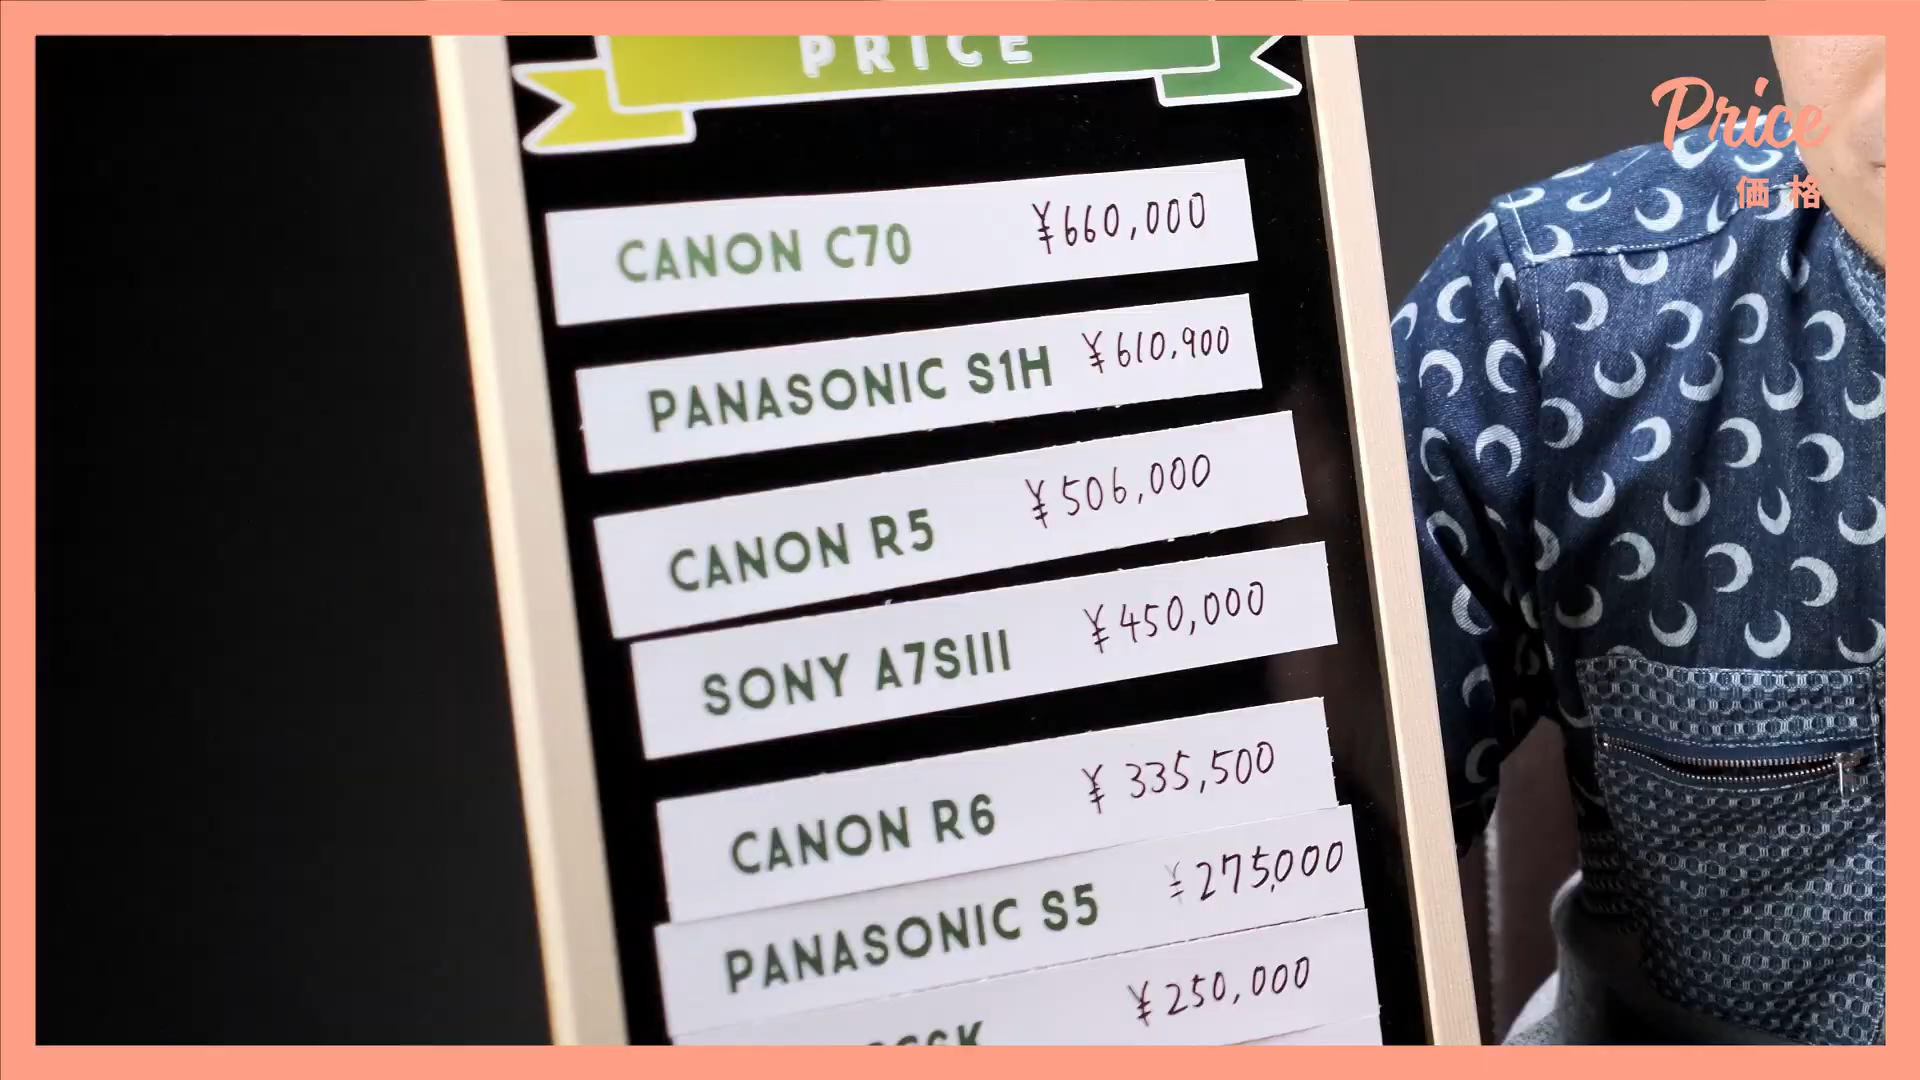 PRICE
Price
価格
CANON C70 ¥660,000
PANASONIC S1H ¥610,900
CANON R5 ¥506,000
SONY A7SIII ¥450,000
CANON R6 ¥335,500
PANASONIC S5 ¥275,000
¥250,000